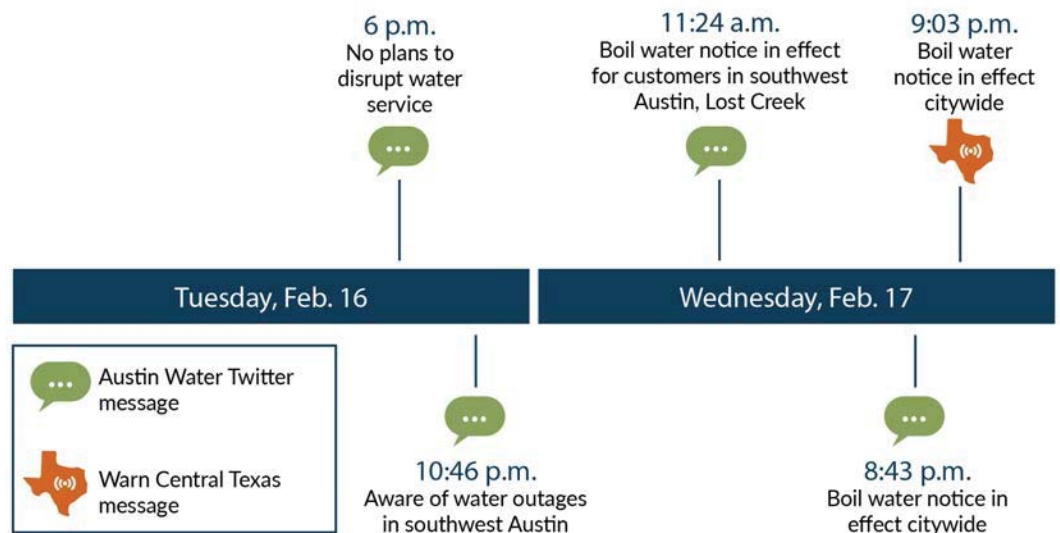 6 p.m.
No plans to
disrupt water
service
11:24 a.m.
Boil water notice in effect
for customers in southwest
Austin, Lost Creek
9:03 p.m.
Boil water
notice in effect
citywide
Tuesday, Feb. 16
Wednesday, Feb. 17
Austin Water Twitter
message
Warn Central Texas
message
10:46 p.m.
Aware of water outages
in southwest Austin
8:43 p.m.
Boil water notice in
effect citywide